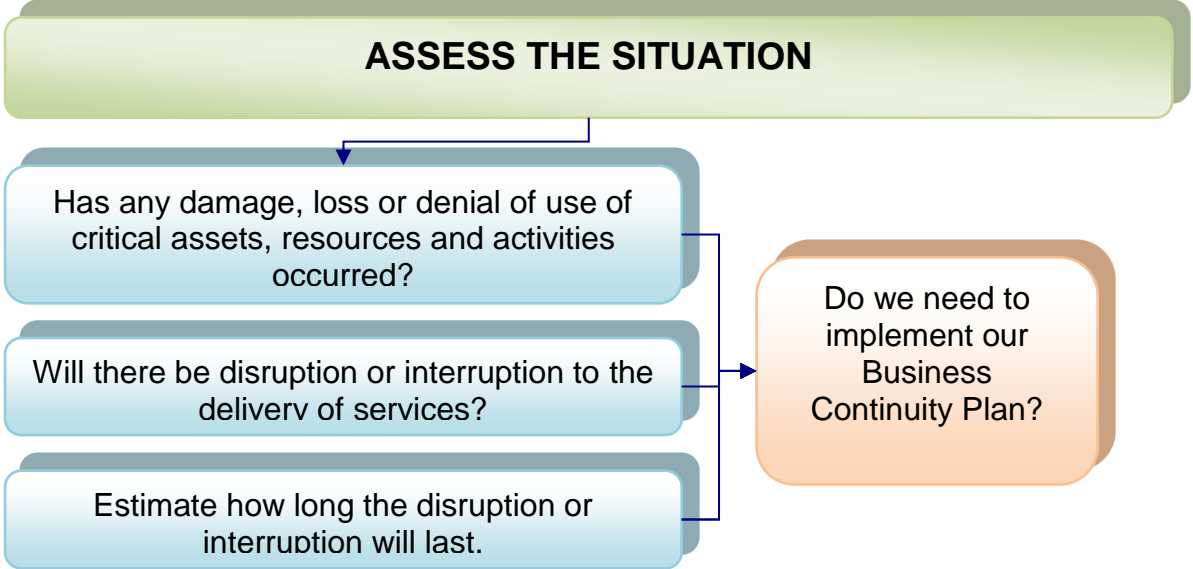 ASSESS THE SITUATION
Has any damage, loss or denial of use of
critical assets, resources and activities
occurred?
Will there be disruption or interruption to the
delivery of services?
Estimate how long the disruption or
interruption will last.
Do we need to
implement our
Business
Continuity Plan?